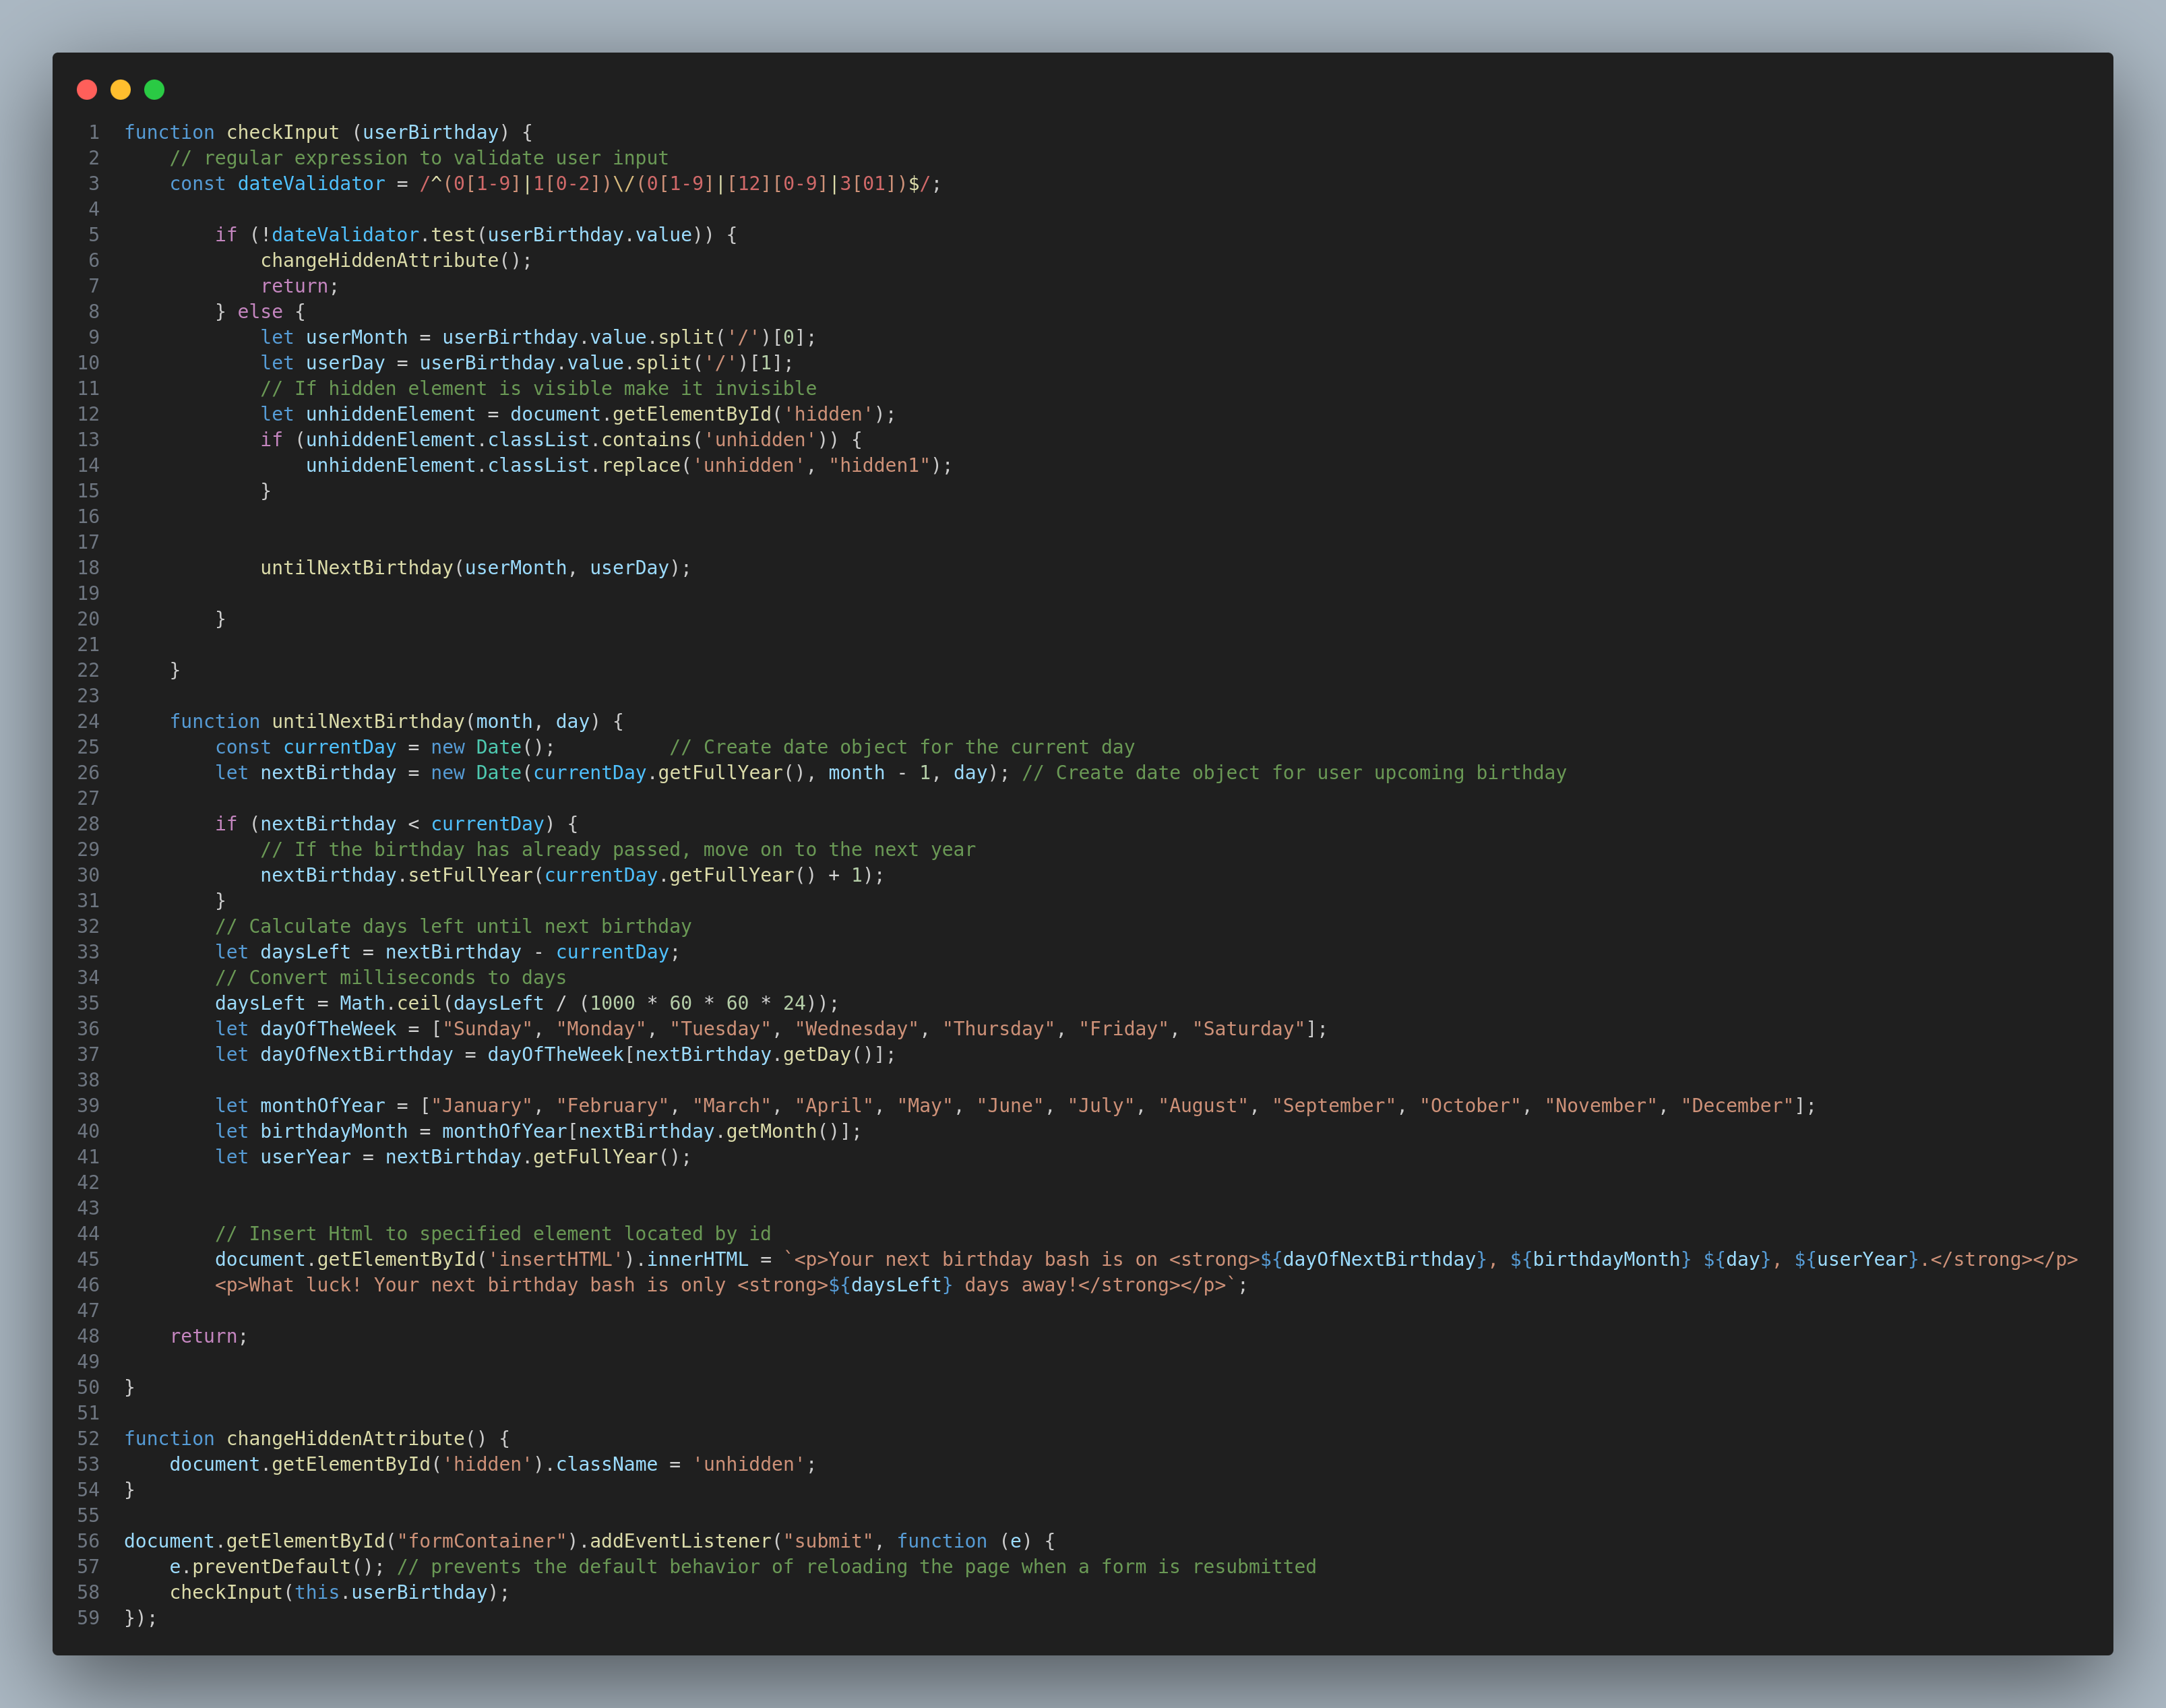 1 function checkInput (userBirthday) {
2     // regular expression to validate user input
3     const dateValidator = /^(0[1-9]|1[0-2])\/(0[1-9]|[12][0-9]|3[01])$/;
4
5         if (!dateValidator.test(userBirthday.value)) {
6             changeHiddenAttribute();
7             return;
8         } else {
9             let userMonth = userBirthday.value.split('/')[0];
10             let userDay = userBirthday.value.split('/')[1];
11             // If hidden element is visible make it invisible
12             let unhiddenElement = document.getElementById('hidden');
13             if (unhiddenElement.classList.contains('unhidden')) {
14                 unhiddenElement.classList.replace('unhidden', "hidden1");
15             }
16
17
18             untilNextBirthday(userMonth, userDay);
19
20         }
21
22     }
23
24     function untilNextBirthday(month, day) {
25         const currentDay = new Date();          // Create date object for the current day
26         let nextBirthday = new Date(currentDay.getFullYear(), month - 1, day); // Create date object for user upcoming birthday
27
28         if (nextBirthday < currentDay) {
29             // If the birthday has already passed, move on to the next year
30             nextBirthday.setFullYear(currentDay.getFullYear() + 1);
31         }
32         // Calculate days left until next birthday
33         let daysLeft = nextBirthday - currentDay;
34         // Convert milliseconds to days
35         daysLeft = Math.ceil(daysLeft / (1000 * 60 * 60 * 24));
36         let dayOfTheWeek = ["Sunday", "Monday", "Tuesday", "Wednesday", "Thursday", "Friday", "Saturday"];
37         let dayOfNextBirthday = dayOfTheWeek[nextBirthday.getDay()];
38
39         let monthOfYear = ["January", "February", "March", "April", "May", "June", "July", "August", "September", "October", "November", "December"];
40         let birthdayMonth = monthOfYear[nextBirthday.getMonth()];
41         let userYear = nextBirthday.getFullYear();
42
43
44         // Insert Html to specified element located by id
45         document.getElementById('insertHTML').innerHTML = `<p>Your next birthday bash is on <strong>${dayOfNextBirthday}, ${birthdayMonth} ${day}, ${userYear}.</strong></p>
46         <p>What luck! Your next birthday bash is only <strong>${daysLeft} days away!</strong></p>`;
47
48     return;
49
50 }
51
52 function changeHiddenAttribute() {
53     document.getElementById('hidden').className = 'unhidden';
54 }
55
56 document.getElementById("formContainer").addEventListener("submit", function (e) {
57     e.preventDefault(); // prevents the default behavior of reloading the page when a form is resubmitted
58     checkInput(this.userBirthday);
59 });